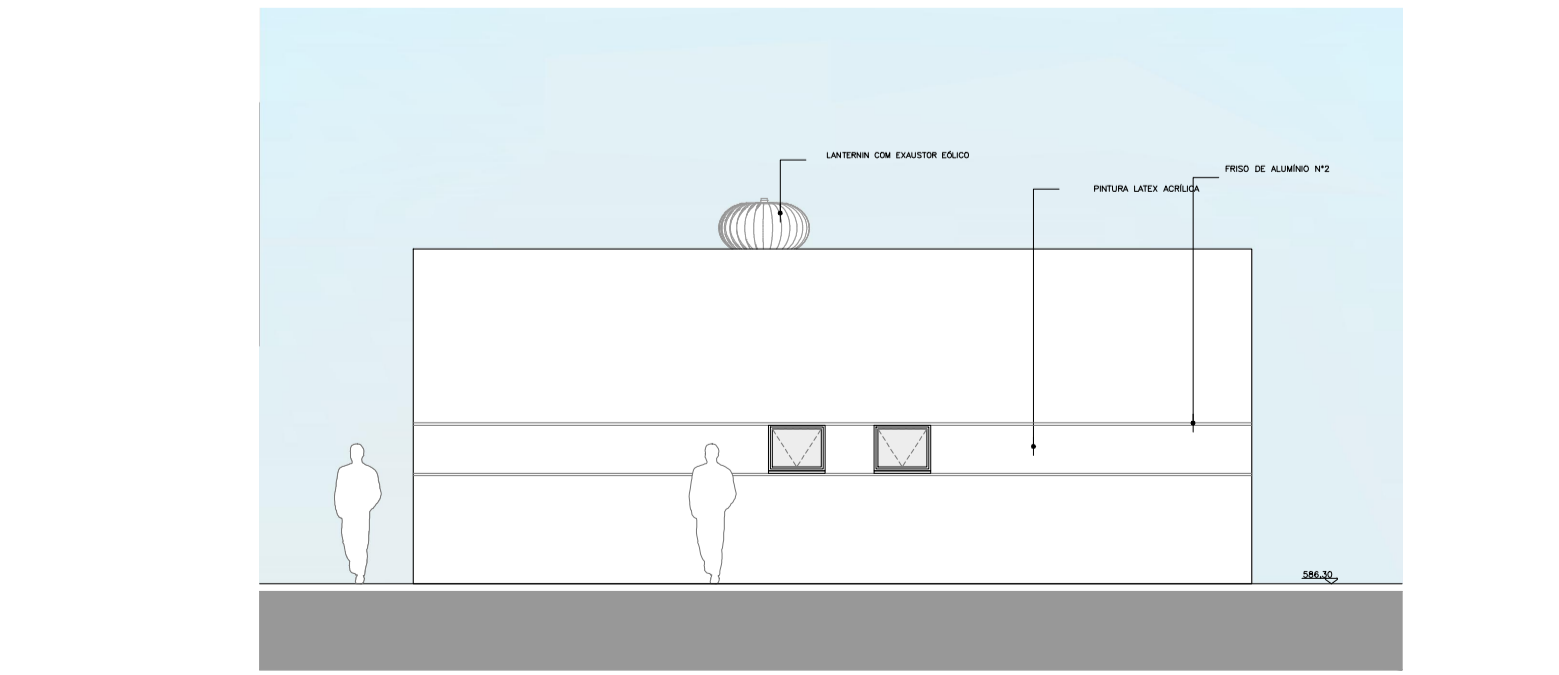 LANTERNIN COM EXAUSTOR EÓLICO
FRISO DE ALUMÍNIO N°2
PINTURA LATEX ACRÍLICA
586.30